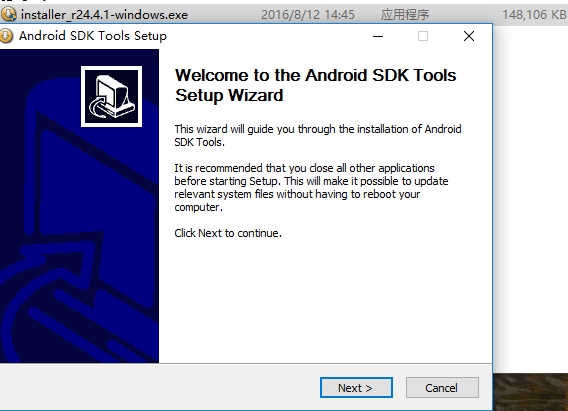 installer_r24.4.1-windows.exe 2016/8/12 14:45 应用程序 148,106 KB
Android SDK Tools Setup
Welcome to the Android SDK Tools
Setup Wizard
This wizard will guide you through the installation of Android
SDK Tools.
It is recommended that you close all other applications
before starting Setup. This will make it possible to update
relevant system files without having to reboot your
computer.
Click Next to continue.
Next > Cancel